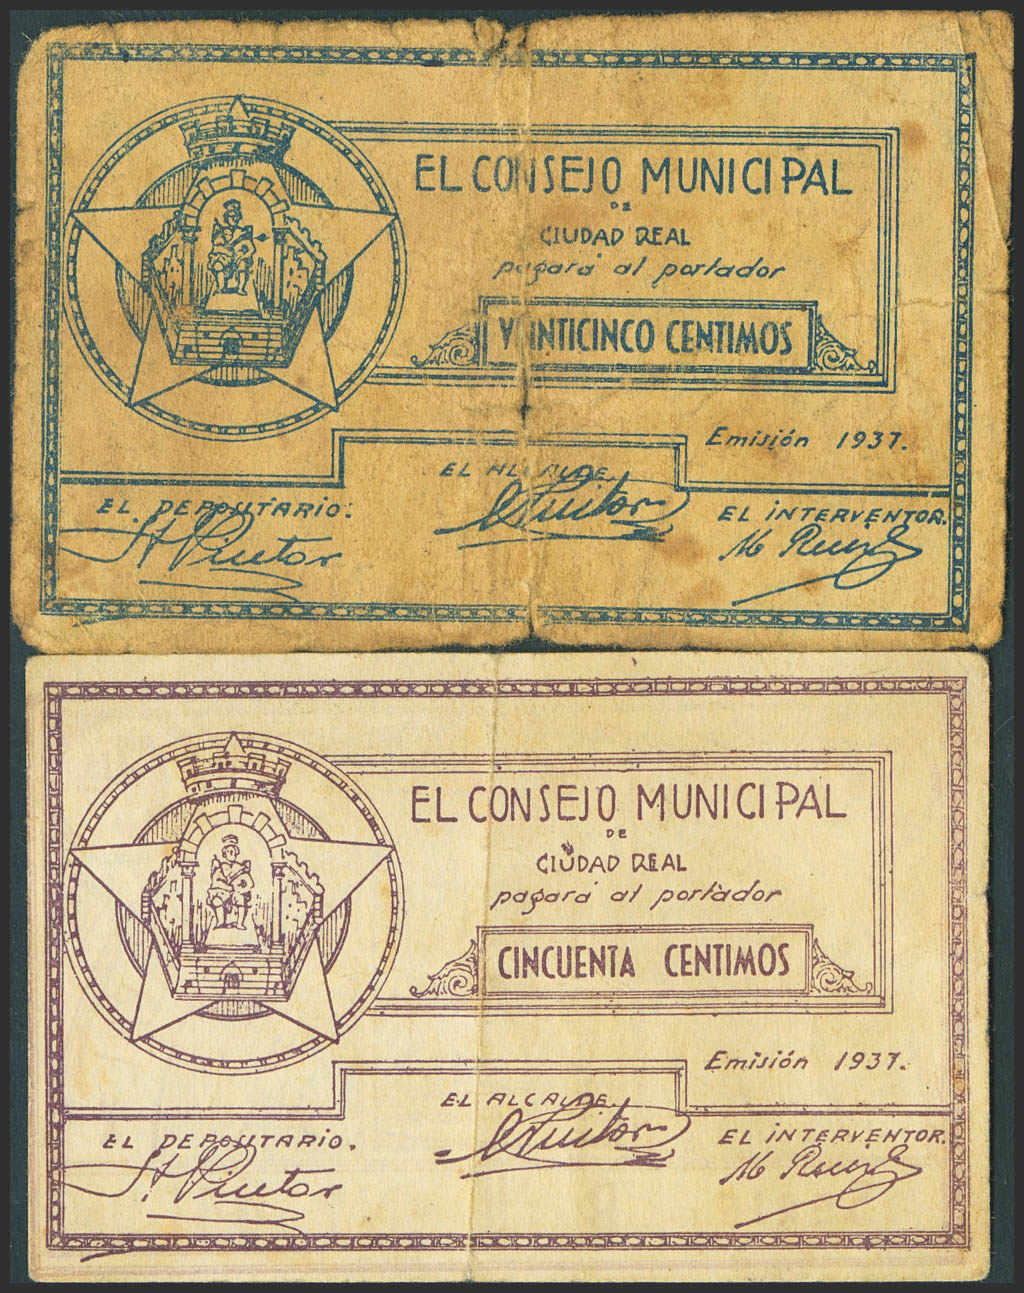 EL CONSEJO MUNICIPAL
DE
CIUDAD REAL
pagará al portador
VEINTICINCO CENTIMOS
Emisión 1937.
EL ALCALDE.
EL DEPOSITARIO.
EL INTERVENTOR.
EL CONSEJO MUNICIPAL
DE
CIUDAD REAL
pagará al portador
CINCUENTA CENTIMOS
Emisión 1937.
EL ALCALDE.
EL DEPOSITARIO.
EL INTERVENTOR.